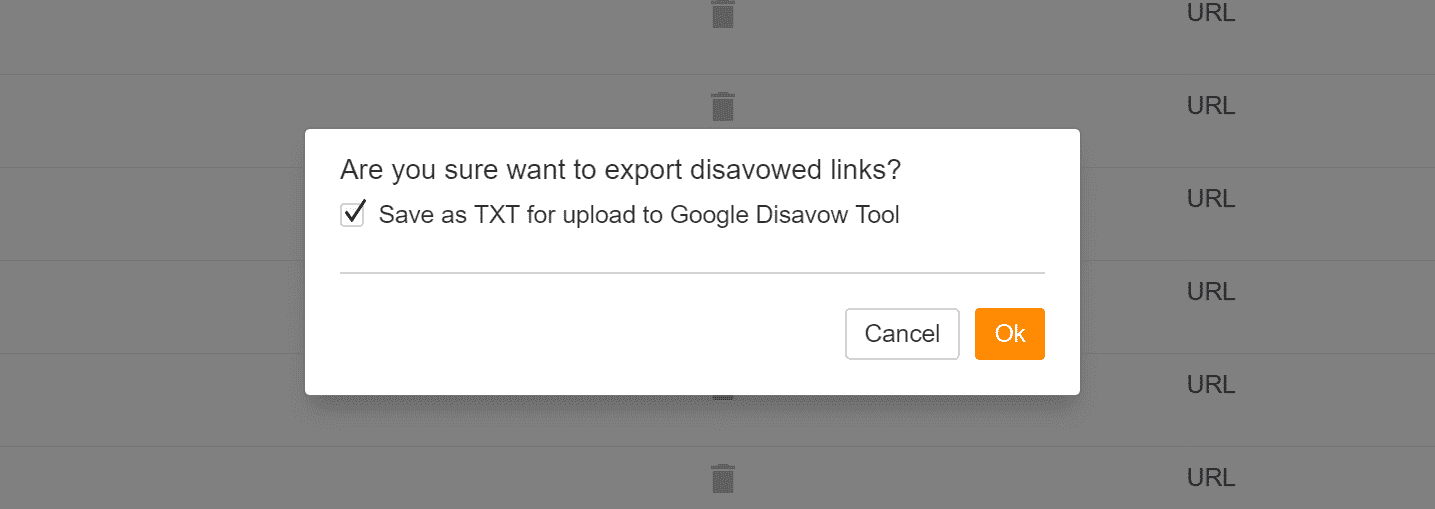 URL
URL
Are you sure want to export disavowed links?
URL
Save as TXT for upload to Google Disavow Tool
URL
Cancel Ok
URL
URL